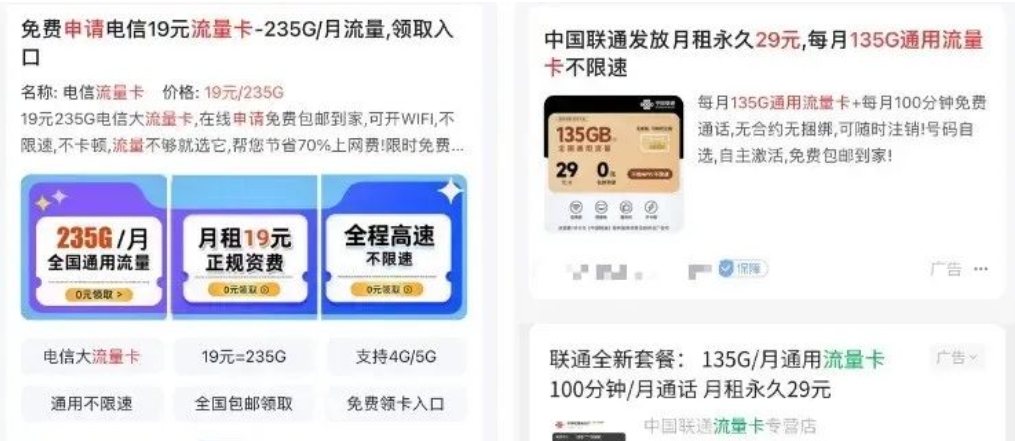 免费申请电信19元流量卡-235G/月流量,领取入
口
名称: 电信流量卡 价格: 19元/235G
19元235G电信大流量卡,在线申请免费包邮到家,可开WIFI,不
限速,不卡顿,流量不够就选它,帮您节省70%上网费!限时免费...
235G/月
全国通用流量
0元领取 >
月租19元
正规资费
0元领取
全程高速
不限速
0元领取
电信大流量卡
19元=235G
支持4G/5G
通用不限速
全国包邮领取
免费领卡入口
中国联通发放月租永久29元,每月135G通用流量
卡不限速
135GB
全国通用流量
29
0元
每月135G通用流量卡+每月100分钟免费
通话,无合约无捆绑,可随时注销!号码自
选,自主激活,免费包邮到家!
保障
广告
联通全新套餐: 135G/月通用流量卡
100分钟/月通话 月租永久29元
广告
中国联通流量卡专营店